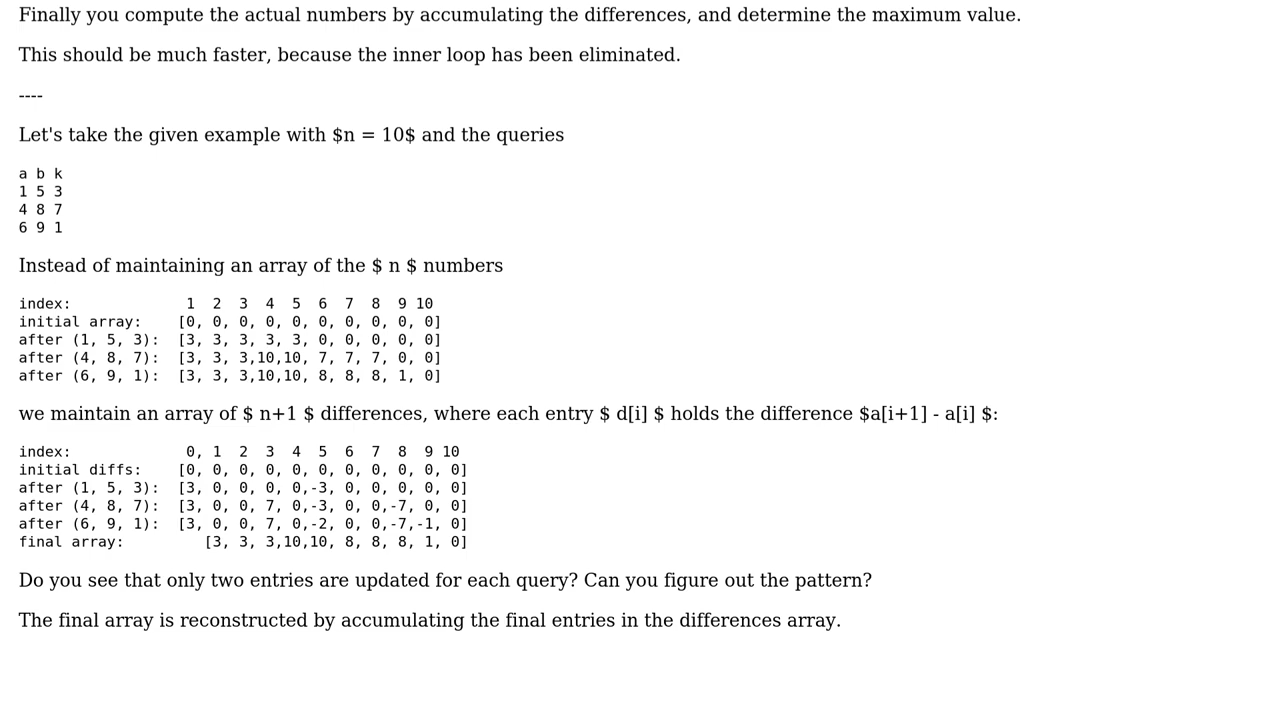 Finally you compute the actual numbers by accumulating the differences, and determine the maximum value.
This should be much faster, because the inner loop has been eliminated.
----
Let's take the given example with $n = 10$ and the queries
a b k
1 5 3
4 8 7
6 9 1
Instead of maintaining an array of the $ n $ numbers
index:             1  2  3  4  5  6  7  8  9 10
initial array:    [0, 0, 0, 0, 0, 0, 0, 0, 0, 0]
after (1, 5, 3):  [3, 3, 3, 3, 3, 0, 0, 0, 0, 0]
after (4, 8, 7):  [3, 3, 3,10,10, 7, 7, 7, 0, 0]
after (6, 9, 1):  [3, 3, 3,10,10, 8, 8, 8, 1, 0]
we maintain an array of $ n+1 $ differences, where each entry $ d[i] $ holds the difference $a[i+1] - a[i] $:
index:             0, 1  2  3  4  5  6  7  8  9 10
initial diffs:    [0, 0, 0, 0, 0, 0, 0, 0, 0, 0, 0]
after (1, 5, 3):  [3, 0, 0, 0, 0,-3, 0, 0, 0, 0, 0]
after (4, 8, 7):  [3, 0, 0, 7, 0,-3, 0, 0,-7, 0, 0]
after (6, 9, 1):  [3, 0, 0, 7, 0,-2, 0, 0,-7,-1, 0]
final array:         [3, 3, 3,10,10, 8, 8, 8, 1, 0]
Do you see that only two entries are updated for each query? Can you figure out the pattern?
The final array is reconstructed by accumulating the final entries in the differences array.